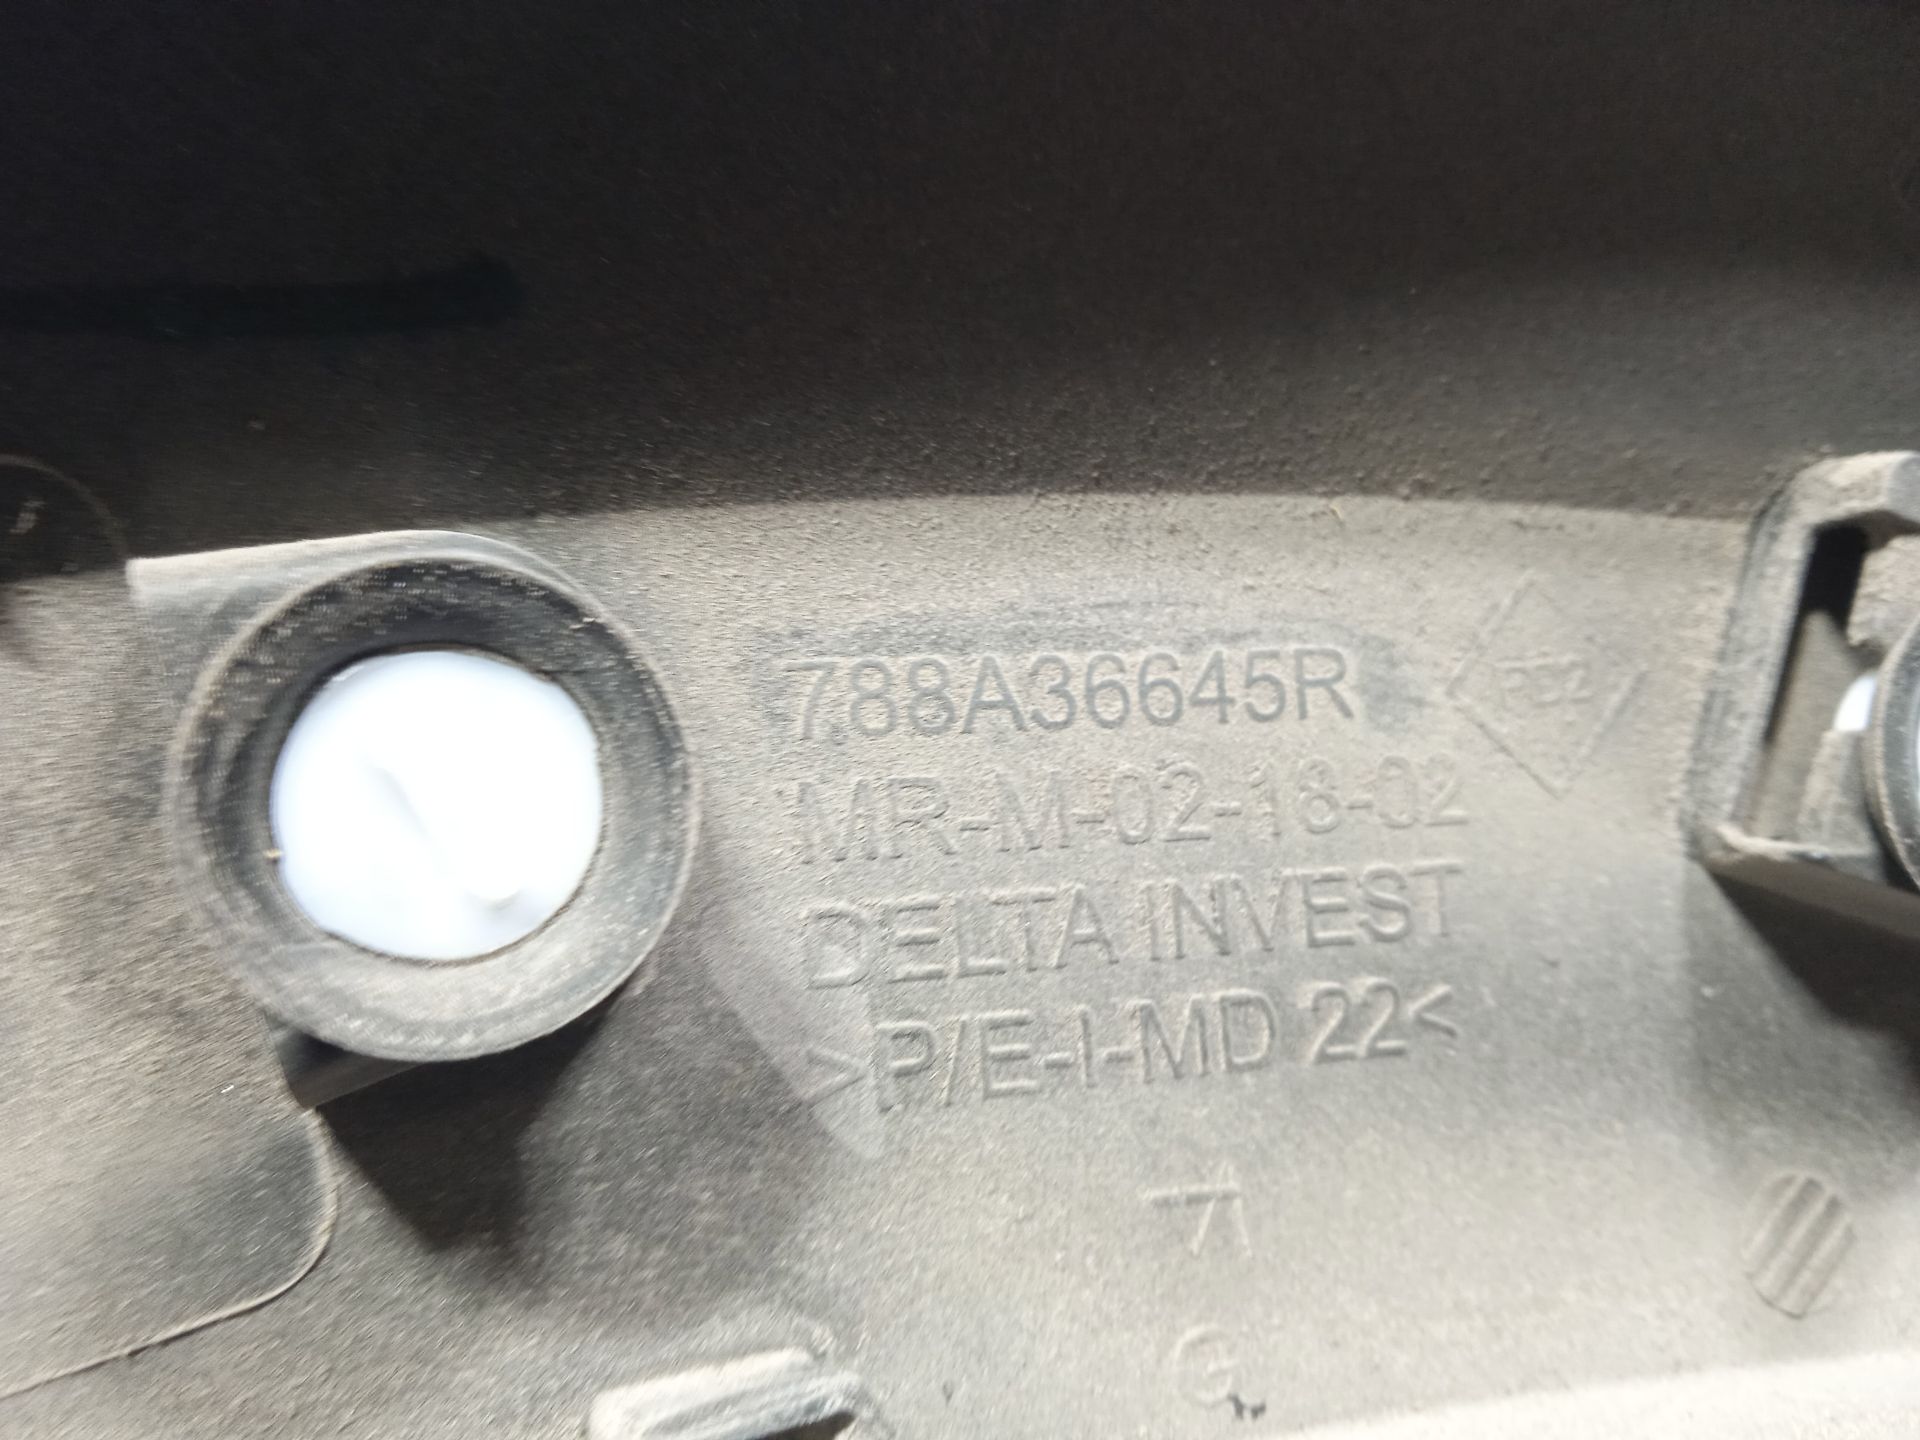 788A36645R
MR-M-02-18-02
DELTA INVEST
>P/E-I-MD 22<
G